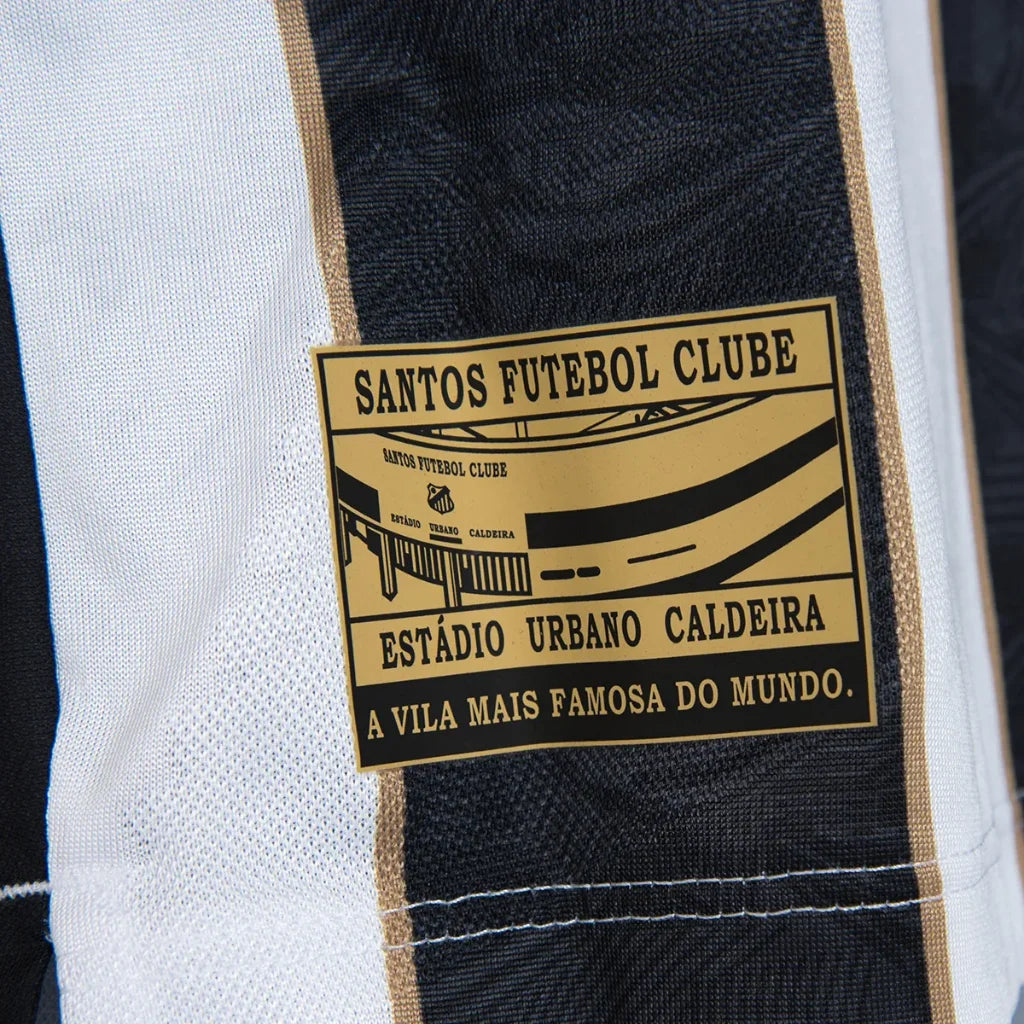 SANTOS FUTEBOL CLUBE
SANTOS FUTEBOL CLUBE
ESTÁDIO URBANO CALDEIRA
ESTÁDIO URBANO CALDEIRA
A VILA MAIS FAMOSA DO MUNDO.